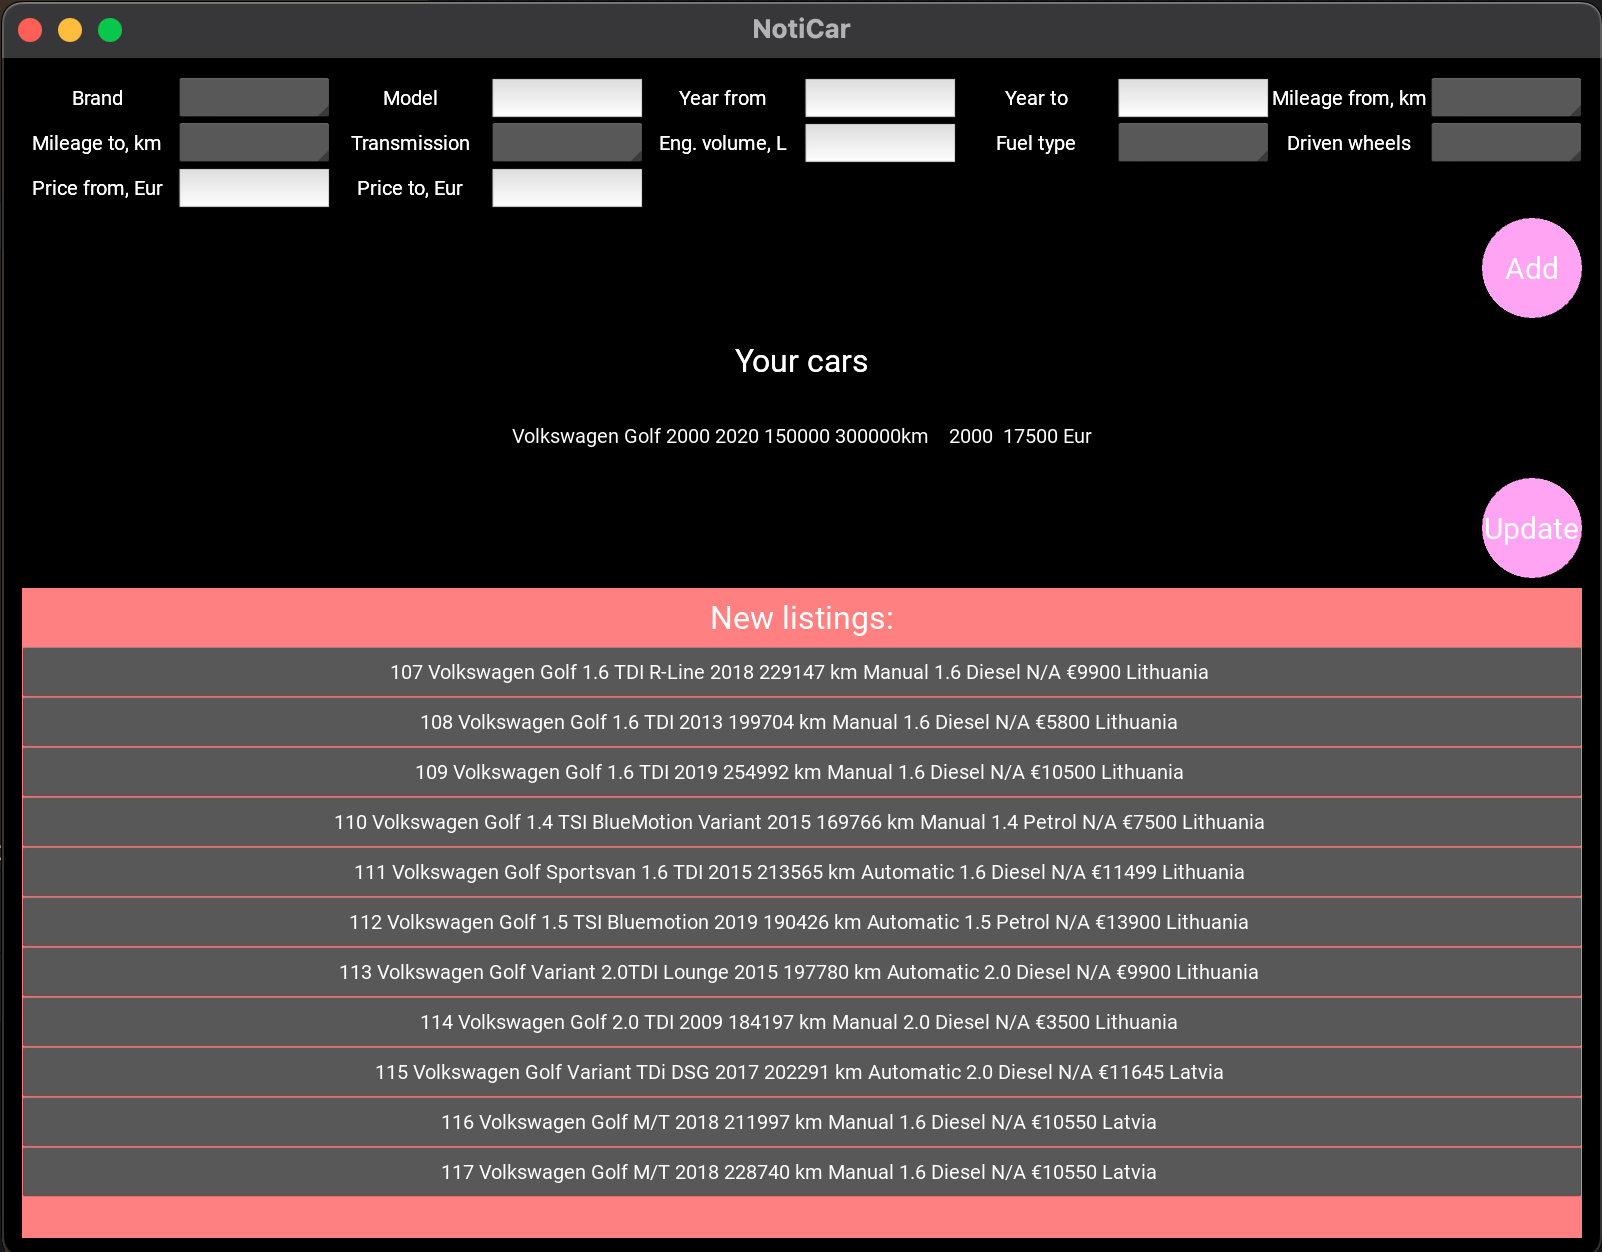 NotiCar
Brand Model Year from Year to Mileage from, km
Mileage to, km Transmission Eng. volume, L Fuel type Driven wheels
Price from, Eur Price to, Eur
Add
Your cars
Volkswagen Golf 2000 2020 150000 300000km 2000 17500 Eur
Update
New listings:
107 Volkswagen Golf 1.6 TDI R-Line 2018 229147 km Manual 1.6 Diesel N/A €9900 Lithuania
108 Volkswagen Golf 1.6 TDI 2013 199704 km Manual 1.6 Diesel N/A €5800 Lithuania
109 Volkswagen Golf 1.6 TDI 2019 254992 km Manual 1.6 Diesel N/A €10500 Lithuania
110 Volkswagen Golf 1.4 TSI BlueMotion Variant 2015 169766 km Manual 1.4 Petrol N/A €7500 Lithuania
111 Volkswagen Golf Sportsvan 1.6 TDI 2015 213565 km Automatic 1.6 Diesel N/A €11499 Lithuania
112 Volkswagen Golf 1.5 TSI Bluemotion 2019 190426 km Automatic 1.5 Petrol N/A €13900 Lithuania
113 Volkswagen Golf Variant 2.0TDI Lounge 2015 197780 km Automatic 2.0 Diesel N/A €9900 Lithuania
114 Volkswagen Golf 2.0 TDI 2009 184197 km Manual 2.0 Diesel N/A €3500 Lithuania
115 Volkswagen Golf Variant TDi DSG 2017 202291 km Automatic 2.0 Diesel N/A €11645 Latvia
116 Volkswagen Golf M/T 2018 211997 km Manual 1.6 Diesel N/A €10550 Latvia
117 Volkswagen Golf M/T 2018 228740 km Manual 1.6 Diesel N/A €10550 Latvia